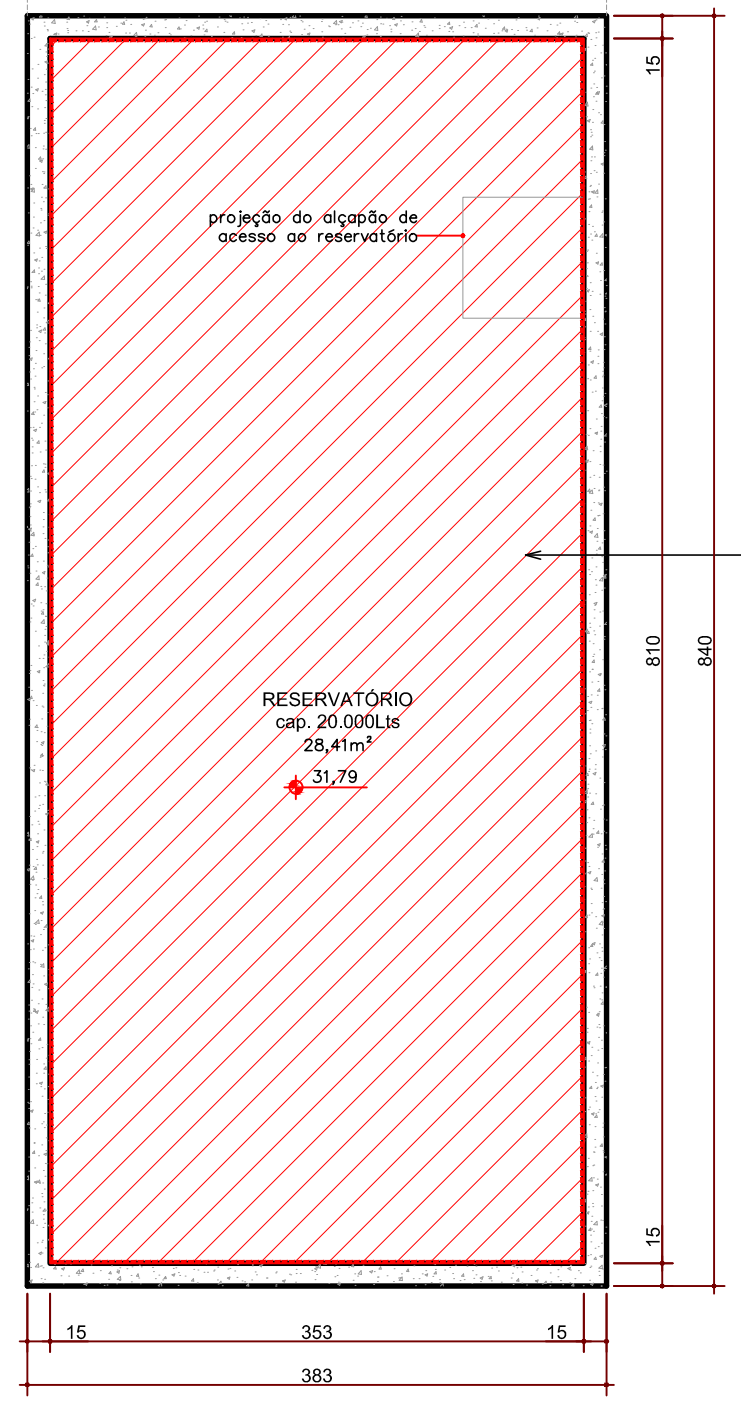 15
projeção do alçapão de
acesso ao reservatório
810
840
RESERVATÓRIO
cap. 20.000Lts
28,41m²
31,79
15
15
353
15
383